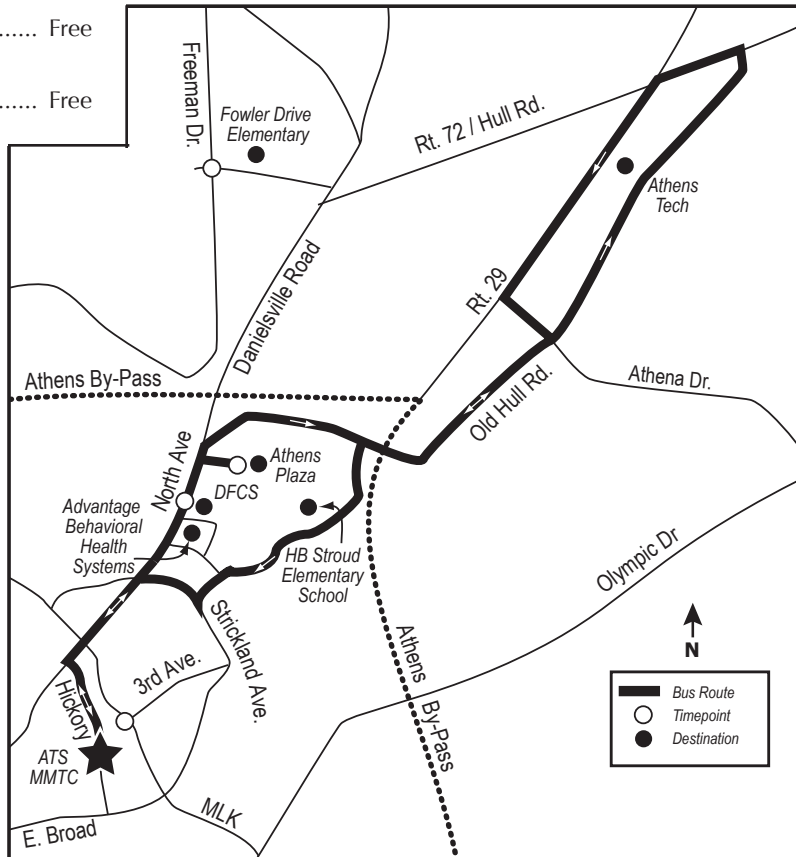 ...... Free
...... Free
Freeman Dr.
Fowler Drive
Elementary
Rt. 72 / Hull Rd.
Athens
Tech
Danielsville Road
Rt. 29
Athens By-Pass
Athena Dr.
Old Hull Rd.
North Ave
Athens
Plaza
DFCS
Advantage
Behavioral
Health
Systems
HB Stroud
Elementary
School
Olympic Dr
Strickland Ave.
Athens By-Pass
3rd Ave.
Hickory
ATS
MMTC
MLK
E. Broad
N
Bus Route
Timepoint
Destination